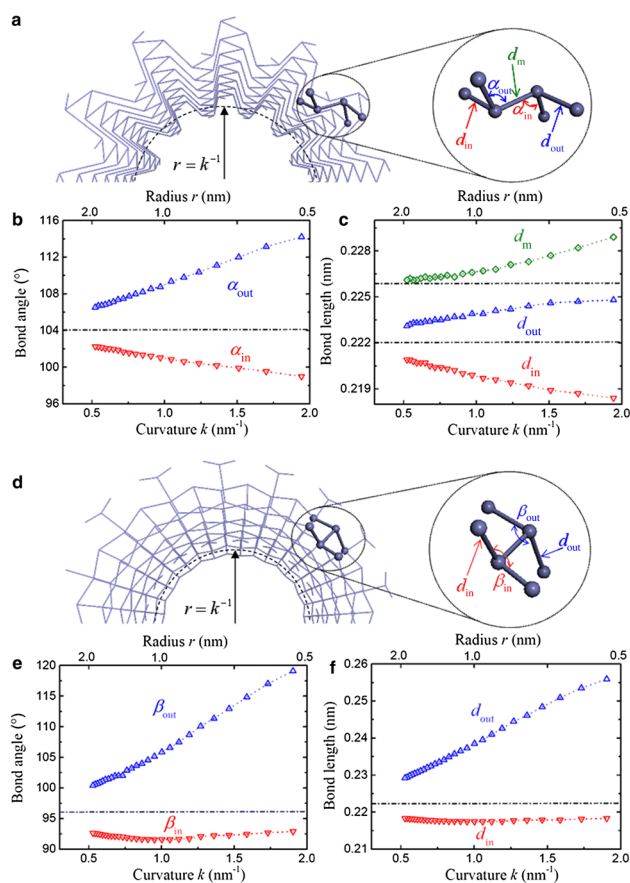 a
d_m
α_out
α_in
d_in
d_out
r = k⁻¹
Radius r (nm)
Radius r (nm)
2.0 1.0 0.5
2.0 1.0 0.5
b
c
116
112
108
104
100
96
Bond angle (°)
α_out
α_in
0.5 1.0 1.5 2.0
Curvature k (nm⁻¹)
0.228
0.225
0.222
0.219
Bond length (nm)
d_m
d_out
d_in
0.5 1.0 1.5 2.0
Curvature k (nm⁻¹)
d
β_out
d_out
d_in
β_in
r = k⁻¹
Radius r (nm)
Radius r (nm)
2.0 1.0 0.5
2.0 1.0 0.5
e
f
120
115
110
105
100
95
90
Bond angle (°)
β_out
β_in
0.5 1.0 1.5 2.0
Curvature k (nm⁻¹)
0.26
0.25
0.24
0.23
0.22
0.21
Bond length (nm)
d_out
d_in
0.5 1.0 1.5 2.0
Curvature k (nm⁻¹)